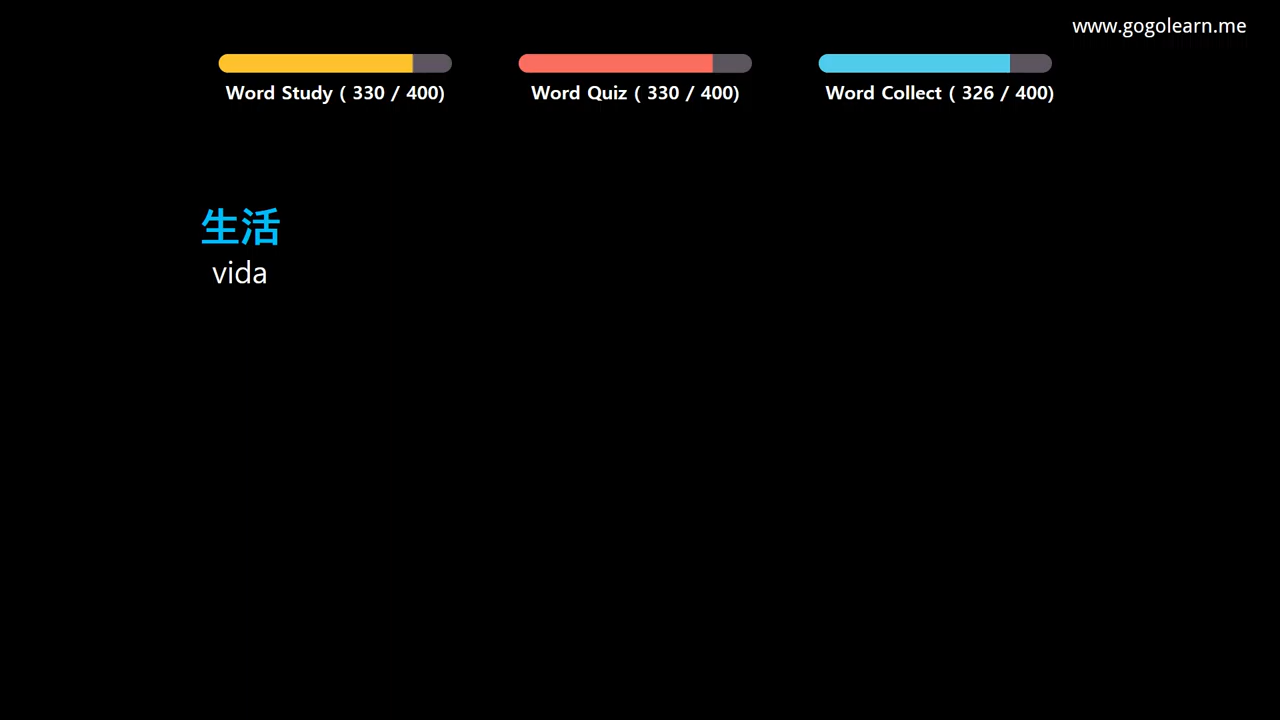 www.gogolearn.me
Word Study ( 330 / 400)
Word Quiz ( 330 / 400)
Word Collect ( 326 / 400)
生活
vida